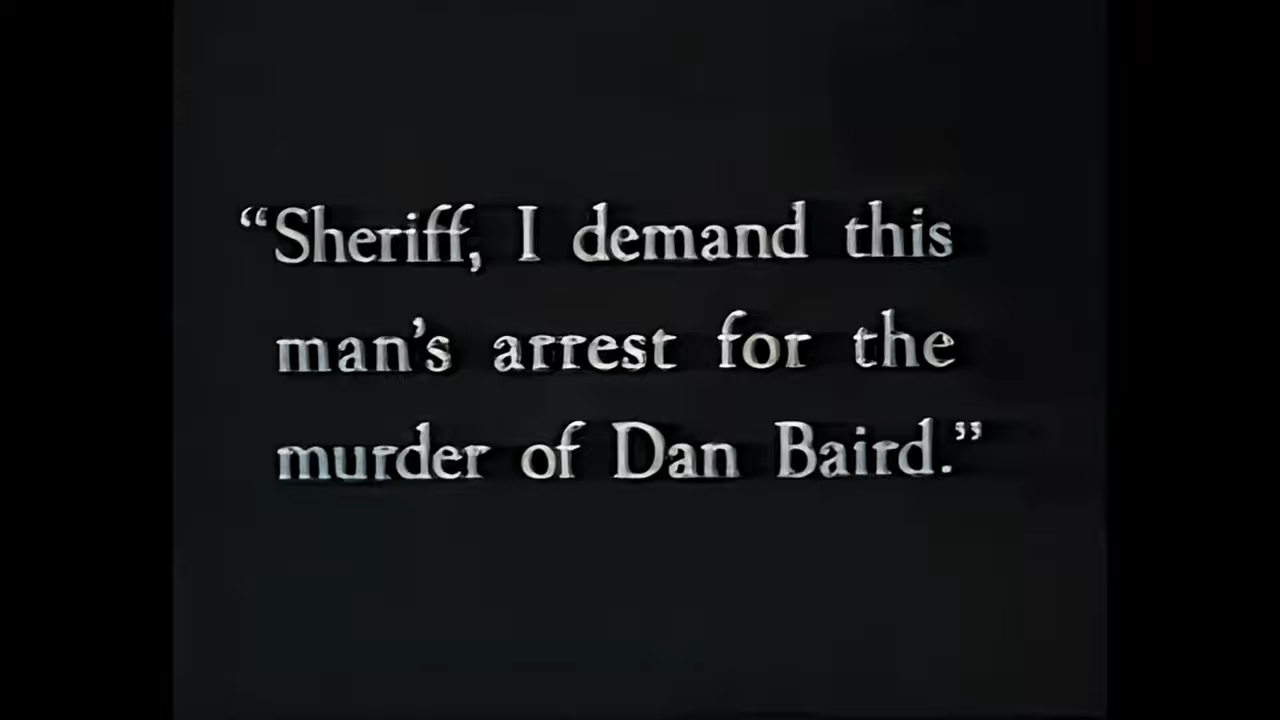 “Sheriff, I demand this
man’s arrest for the
murder of Dan Baird.”